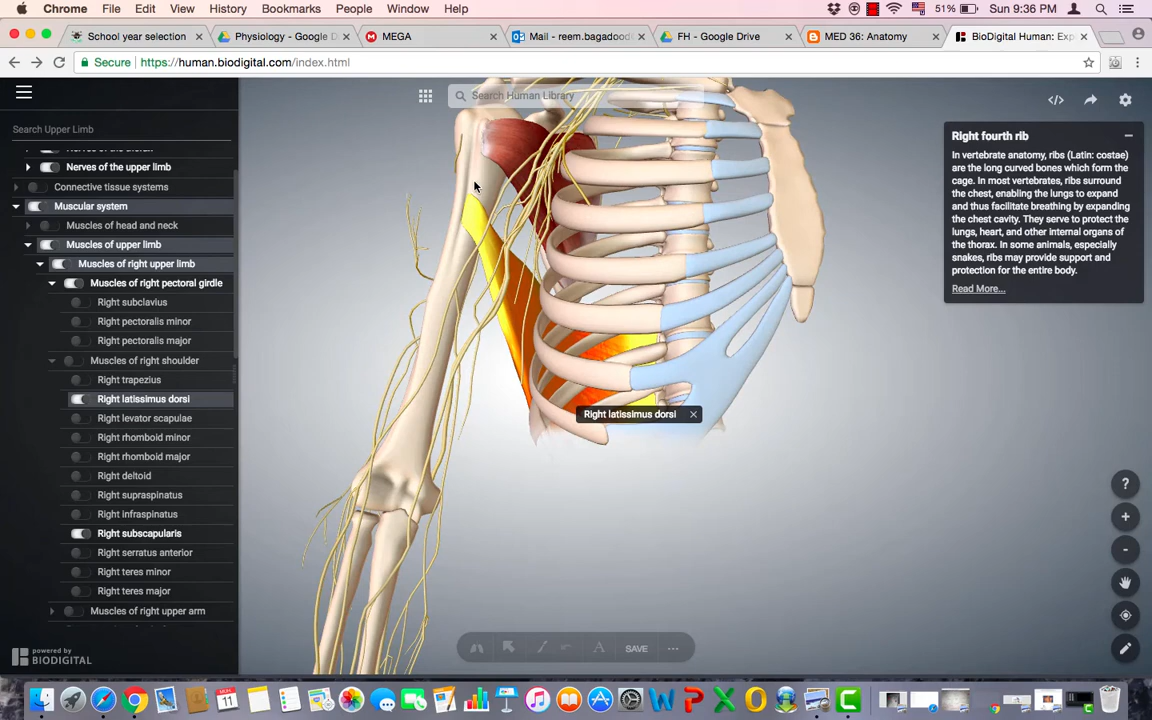 Chrome File Edit View History Bookmarks People Window Help 51% Sun 9:36 PM
School year selection Physiology - Google D MEGA Mail - reem.bagadood FH - Google Drive MED 36: Anatomy BioDigital Human: Exp
Secure https://human.biodigital.com/index.html
Search Human Library
Search Upper Limb
Nerves of the upper limb
Connective tissue systems
Muscular system
Muscles of head and neck
Muscles of upper limb
Muscles of right upper limb
Muscles of right pectoral girdle
Right subclavius
Right pectoralis minor
Right pectoralis major
Muscles of right shoulder
Right trapezius
Right latissimus dorsi
Right levator scapulae
Right rhomboid minor
Right rhomboid major
Right deltoid
Right supraspinatus
Right infraspinatus
Right subscapularis
Right serratus anterior
Right teres minor
Right teres major
Muscles of right upper arm
powered by
BIODIGITAL
Right latissimus dorsi
Right fourth rib
In vertebrate anatomy, ribs (Latin: costae)
are the long curved bones which form the
cage. In most vertebrates, ribs surround
the chest, enabling the lungs to expand
and thus facilitate breathing by expanding
the chest cavity. They serve to protect the
lungs, heart, and other internal organs of
the thorax. In some animals, especially
snakes, ribs may provide support and
protection for the entire body.
Read More...
?
+
-
A SAVE ...
MAR 11